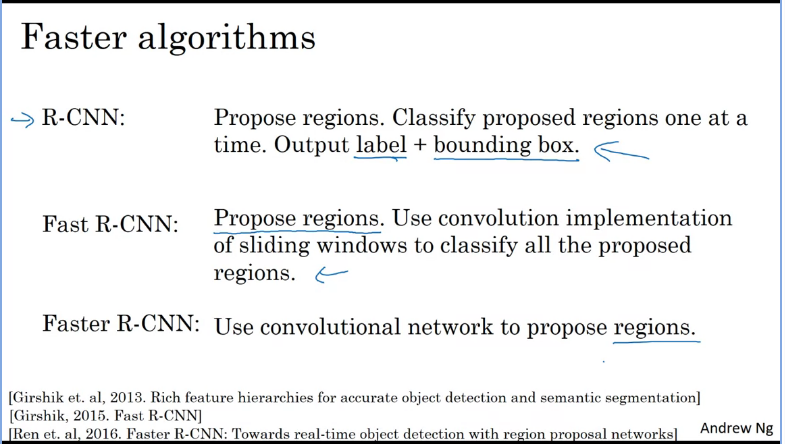 Faster algorithms
R-CNN: Propose regions. Classify proposed regions one at a
time. Output label + bounding box.
Fast R-CNN: Propose regions. Use convolution implementation
of sliding windows to classify all the proposed
regions.
Faster R-CNN: Use convolutional network to propose regions.
[Girshik et. al, 2013. Rich feature hierarchies for accurate object detection and semantic segmentation]
[Girshik, 2015. Fast R-CNN]
[Ren et. al, 2016. Faster R-CNN: Towards real-time object detection with region proposal networks]
Andrew Ng